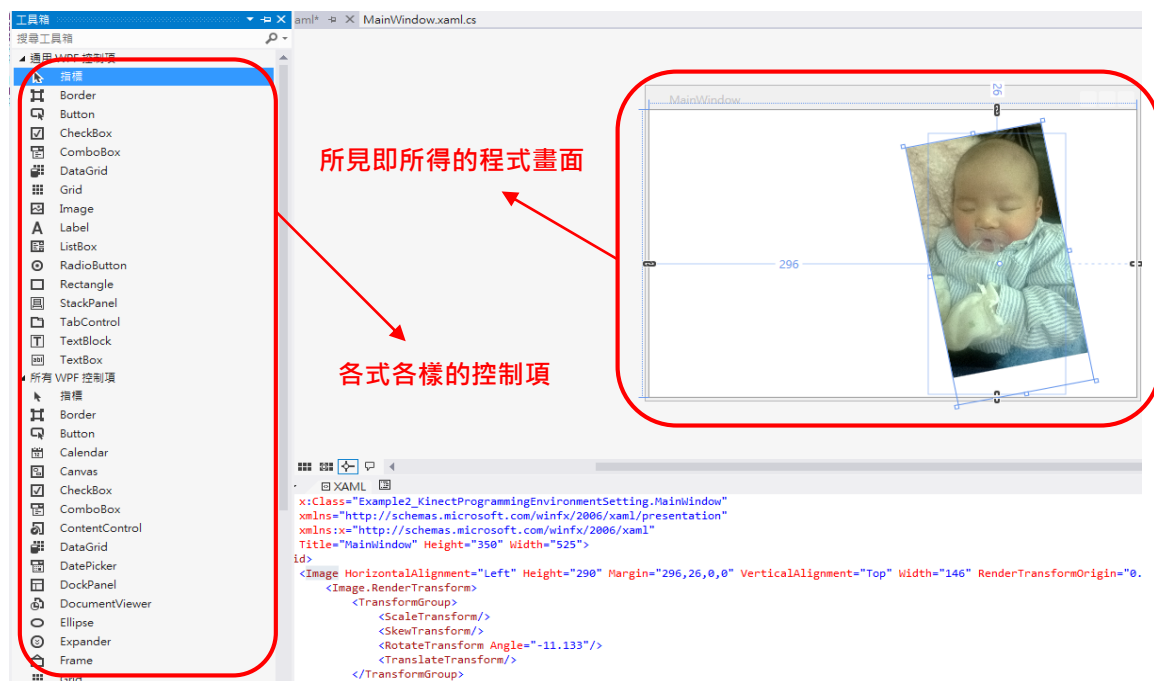 工具箱
aml*
MainWindow.xaml.cs
搜尋工具箱
通用 WPF 控制項
指標
Border
Button
CheckBox
ComboBox
DataGrid
Grid
Image
Label
ListBox
RadioButton
Rectangle
StackPanel
TabControl
TextBlock
TextBox
所有 WPF 控制項
指標
Border
Button
Calendar
Canvas
CheckBox
ComboBox
ContentControl
DataGrid
DatePicker
DockPanel
DocumentViewer
Ellipse
Expander
Frame
Grid
所見即所得的程式畫面
各式各樣的控制項
MainWindow
26
296
XAML
x:Class="Example2_KinectProgrammingEnvironmentSetting.MainWindow"
xmlns="http://schemas.microsoft.com/winfx/2006/xaml/presentation"
xmlns:x="http://schemas.microsoft.com/winfx/2006/xaml"
Title="MainWindow" Height="350" Width="525">
id>
<Image HorizontalAlignment="Left" Height="290" Margin="296,26,0,0" VerticalAlignment="Top" Width="146" RenderTransformOrigin="0.
<Image.RenderTransform>
<TransformGroup>
<ScaleTransform/>
<SkewTransform/>
<RotateTransform Angle="-11.133"/>
<TranslateTransform/>
</TransformGroup>